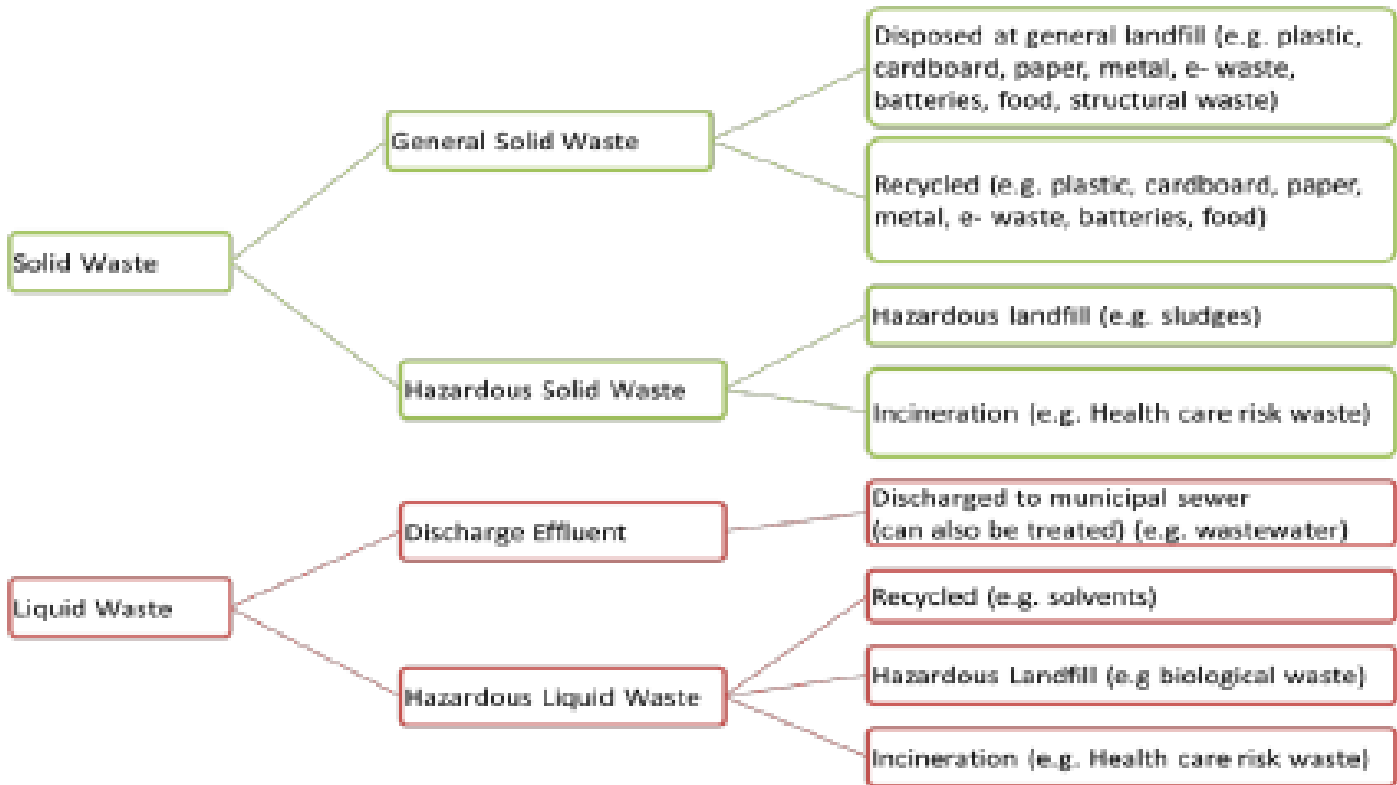 Solid Waste
General Solid Waste
Disposed at general landfill (e.g. plastic,
cardboard, paper, metal, e- waste,
batteries, food, structural waste)
Recycled (e.g. plastic, cardboard, paper,
metal, e- waste, batteries, food)
Hazardous Solid Waste
Hazardous landfill (e.g. sludges)
Incineration (e.g. Health care risk waste)
Liquid Waste
Discharge Effluent
Discharged to municipal sewer
(can also be treated) (e.g. wastewater)
Hazardous Liquid Waste
Recycled (e.g. solvents)
Hazardous Landfill (e.g biological waste)
Incineration (e.g. Health care risk waste)